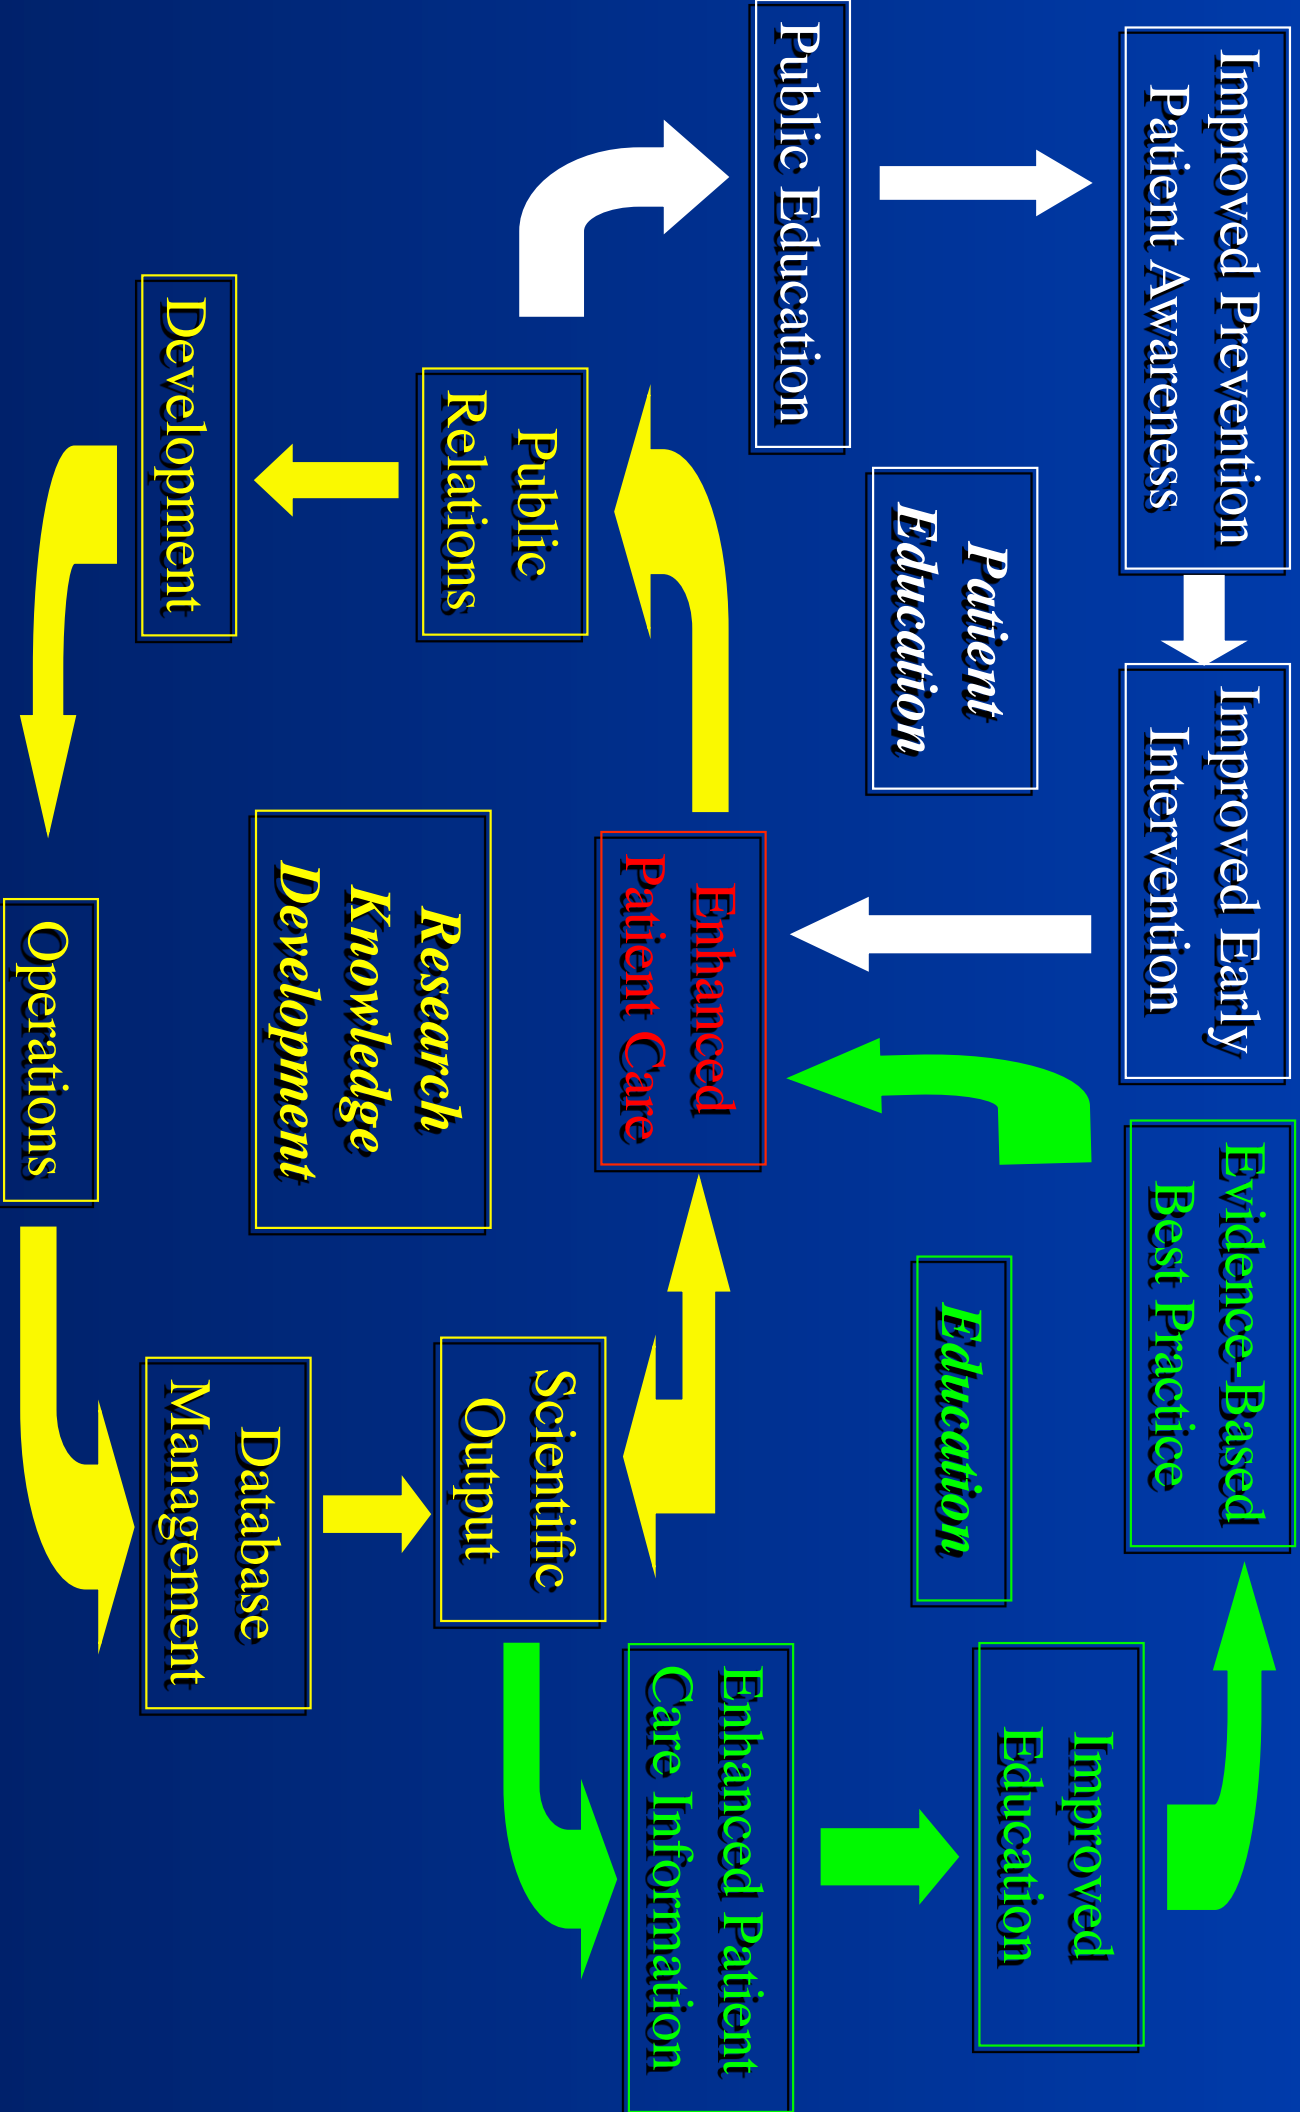 Improved Prevention
Patient Awareness
Improved Early
Intervention
Evidence-Based
Best Practice
Improved
Education
Patient
Education
Education
Public Education
Enhanced
Patient Care
Enhanced Patient
Care Information
Public
Relations
Scientific
Output
Research
Knowledge
Development
Development
Database
Management
Operations